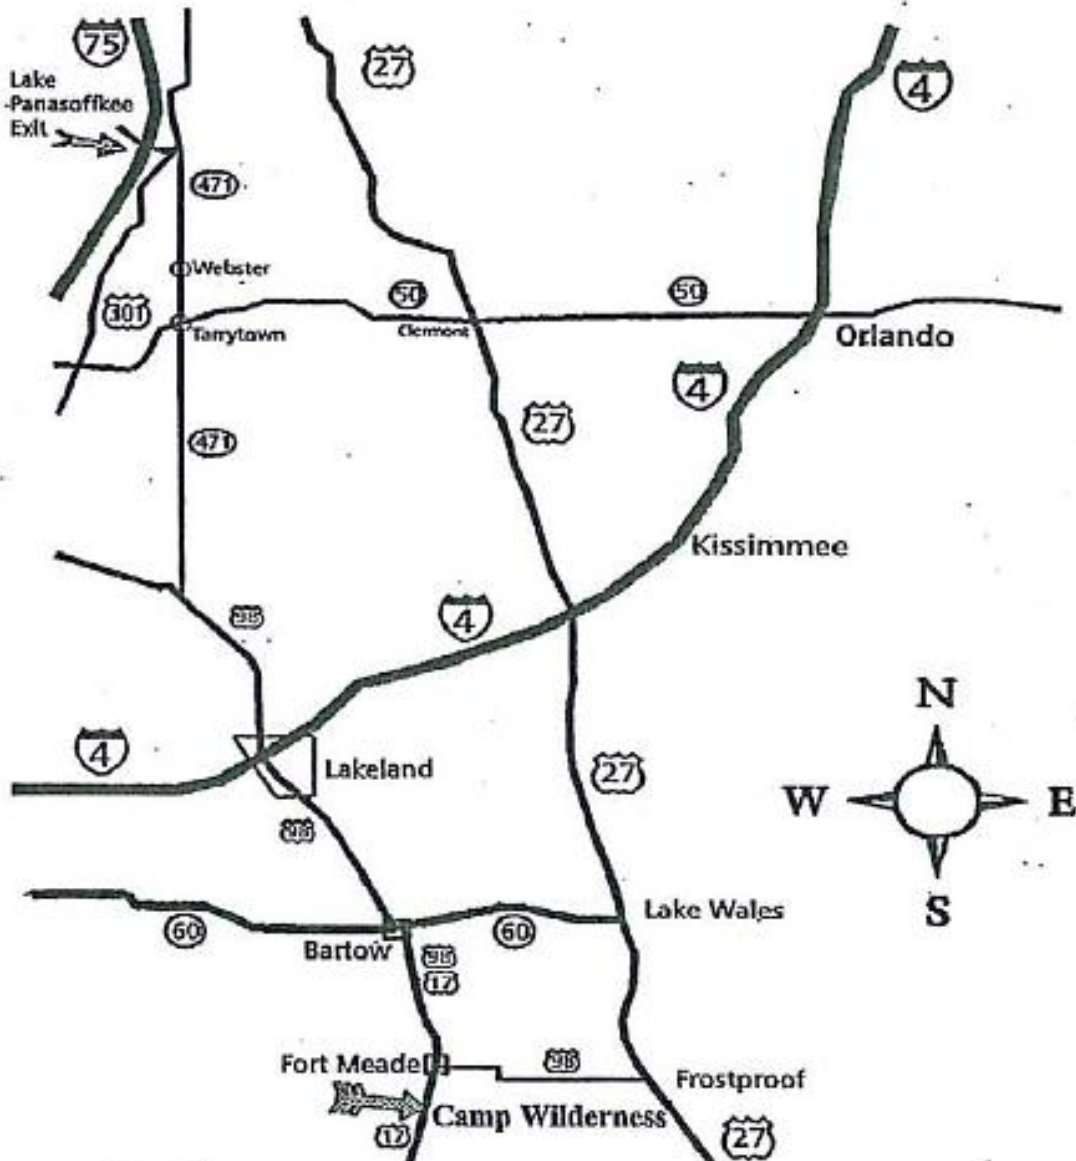 75
27
4
Lake
Panasoffkee
Exit
471
Webster
50
50
301
Tarrytown
Clermont
Orlando
4
27
471
Kissimmee
98
4
N
4
Lakeland
27
W
E
98
Lake Wales
S
60
60
Bartow
98
17
Fort Meade
98
Frostproof
Camp Wilderness
17
27